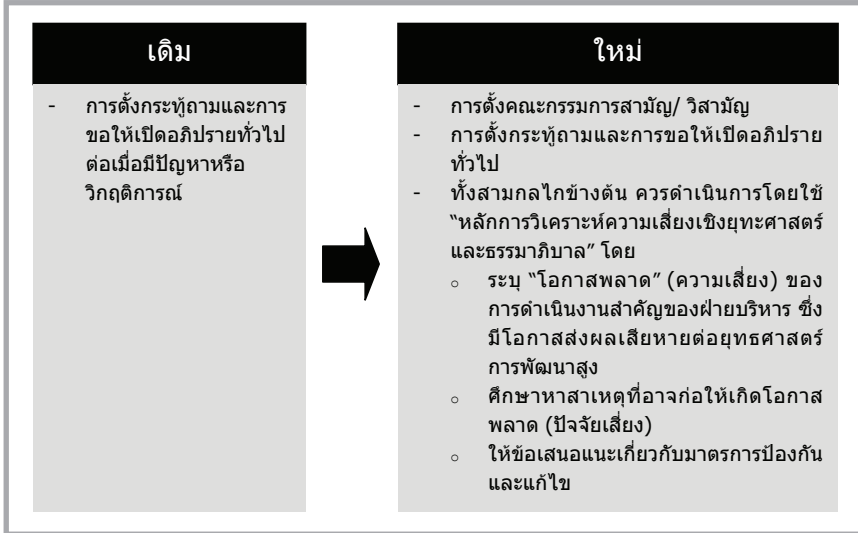 เดิม
- การตั้งกระทู้ถามและการ
ขอให้เปิดอภิปรายทั่วไป
ต่อเมื่อมีปัญหาหรือ
วิกฤติการณ์
ใหม่
- การตั้งคณะกรรมการสามัญ/ วิสามัญ
- การตั้งกระทู้ถามและการขอให้เปิดอภิปราย
ทั่วไป
- ทั้งสามกลไกข้างต้น ควรดำเนินการโดยใช้
“หลักการวิเคราะห์ความเสี่ยงเชิงยุทะศาสตร์
และธรรมาภิบาล” โดย
o ระบุ “โอกาสพลาด” (ความเสี่ยง) ของ
การดำเนินงานสำคัญของฝ่ายบริหาร ซึ่ง
มีโอกาสส่งผลเสียหายต่อยุทธศาสตร์
การพัฒนาสูง
o ศึกษาหาสาเหตุที่อาจก่อให้เกิดโอกาส
พลาด (ปัจจัยเสี่ยง)
o ให้ข้อเสนอแนะเกี่ยวกับมาตรการป้องกัน
และแก้ไข